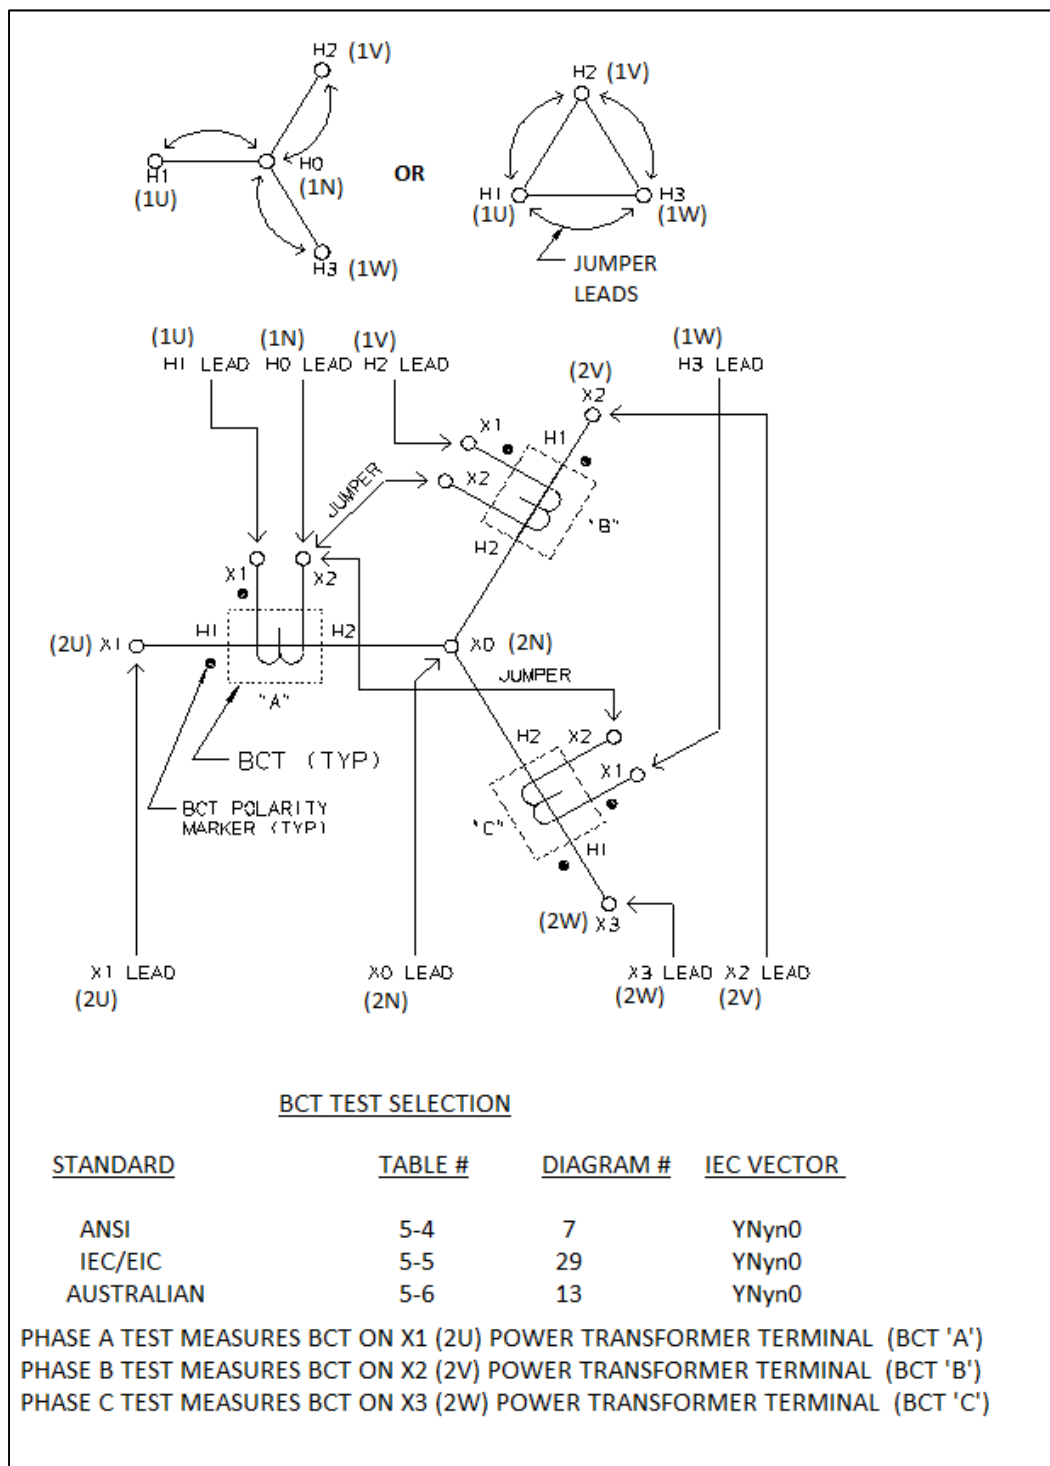 H2 (1V)
H1
(1U)
H0
(1N)
H3 (1W)
OR
H2 (1V)
H1
(1U)
H3
(1W)
JUMPER
LEADS
(1U)
H1 LEAD
(1N)
H0 LEAD
(1V)
H2 LEAD
(1W)
H3 LEAD
(2V)
X2
X1
H1
X2
JUMPER
"B"
H2
X1
X2
(2U) X1
H1
H2
X0 (2N)
"A"
JUMPER
BCT (TYP)
BCT POLARITY
MARKER (TYP)
H2
X2
X1
"C"
H1
(2W) X3
X1 LEAD
(2U)
X0 LEAD
(2N)
X3 LEAD
(2W)
X2 LEAD
(2V)
BCT TEST SELECTION
STANDARD TABLE # DIAGRAM # IEC VECTOR
ANSI 5-4 7 YNyn0
IEC/EIC 5-5 29 YNyn0
AUSTRALIAN 5-6 13 YNyn0
PHASE A TEST MEASURES BCT ON X1 (2U) POWER TRANSFORMER TERMINAL (BCT 'A')
PHASE B TEST MEASURES BCT ON X2 (2V) POWER TRANSFORMER TERMINAL (BCT 'B')
PHASE C TEST MEASURES BCT ON X3 (2W) POWER TRANSFORMER TERMINAL (BCT 'C')